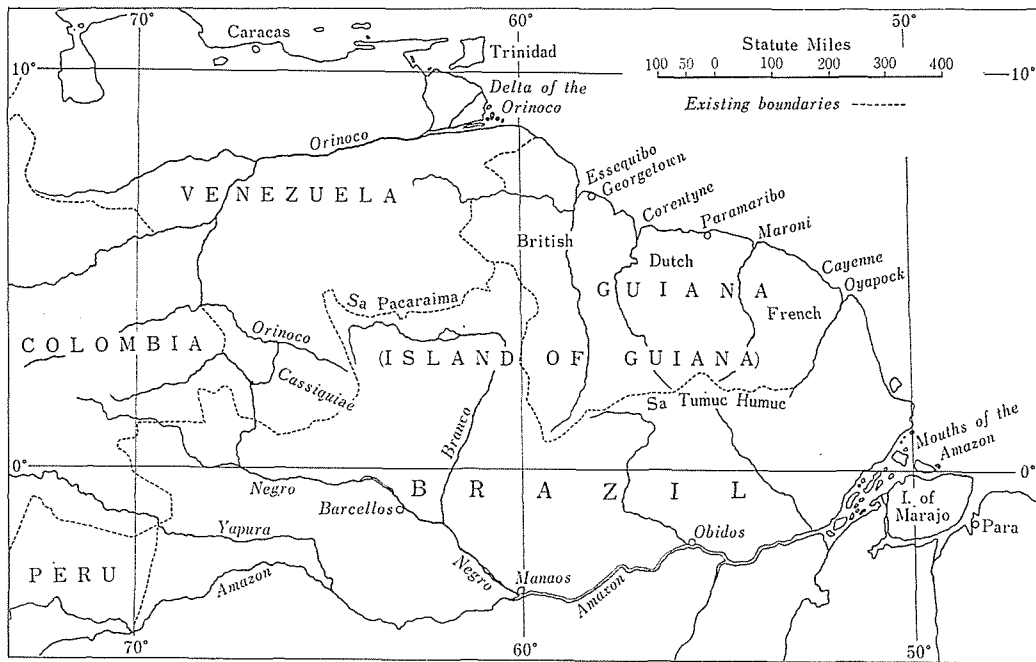 70°
60°
50°
Caracas
Trinidad
Statute Miles
100 50 0 100 200 300 400
10°
10°
Delta of the
Orinoco
Existing boundaries
Orinoco
Essequibo
Georgetown
VENEZUELA
Corentyne
Paramaribo
Maroni
British
Dutch
Cayenne
Oyapock
GUIANA
Sa Pacaraima
French
Orinoco
COLOMBIA
(ISLAND OF GUIANA)
Cassiquiae
Sa Tumuc Humuc
Branco
Mouths of the
Amazon
0°
0°
Negro
BRAZIL
I. of
Marajo
Barcellos
Para
Yapura
Obidos
PERU
Amazon
Negro
Manaos
Amaxon
70°
60°
50°